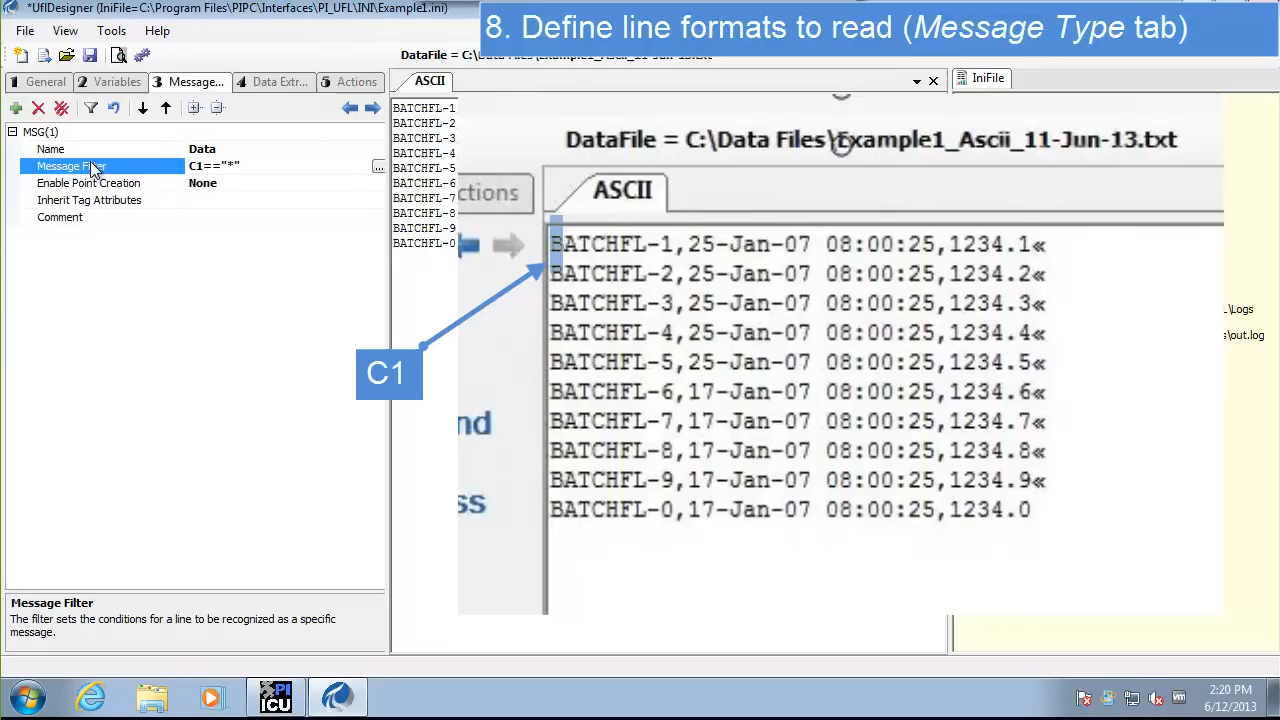 *UflDesigner (IniFile=C:\Program Files\PIPC\Interfaces\PI_UFL\INI\Example1.ini)
8. Define line formats to read (Message Type tab)
File View Tools Help
1 General 2 Variables 3 Message... 4 Data Extr... 5 Actions
ASCII
IniFile
MSG(1)
Name Data
Message Filter C1=="*"
Enable Point Creation None
Inherit Tag Attributes
Comment
BATCHFL-1
BATCHFL-2
BATCHFL-3
BATCHFL-4
BATCHFL-5
BATCHFL-6
BATCHFL-7
BATCHFL-8
BATCHFL-9
BATCHFL-0
DataFile = C:\Data Files\Example1_Ascii_11-Jun-13.txt
ctions
ASCII
BATCHFL-1,25-Jan-07 08:00:25,1234.1«
BATCHFL-2,25-Jan-07 08:00:25,1234.2«
BATCHFL-3,25-Jan-07 08:00:25,1234.3«
BATCHFL-4,25-Jan-07 08:00:25,1234.4«
BATCHFL-5,25-Jan-07 08:00:25,1234.5«
BATCHFL-6,17-Jan-07 08:00:25,1234.6«
BATCHFL-7,17-Jan-07 08:00:25,1234.7«
BATCHFL-8,17-Jan-07 08:00:25,1234.8«
BATCHFL-9,17-Jan-07 08:00:25,1234.9«
BATCHFL-0,17-Jan-07 08:00:25,1234.0
C1
nd
ss
L\Logs
s\out.log
Message Filter
The filter sets the conditions for a line to be recognized as a specific
message.
PI
ICU
vm
2:20 PM
6/12/2013